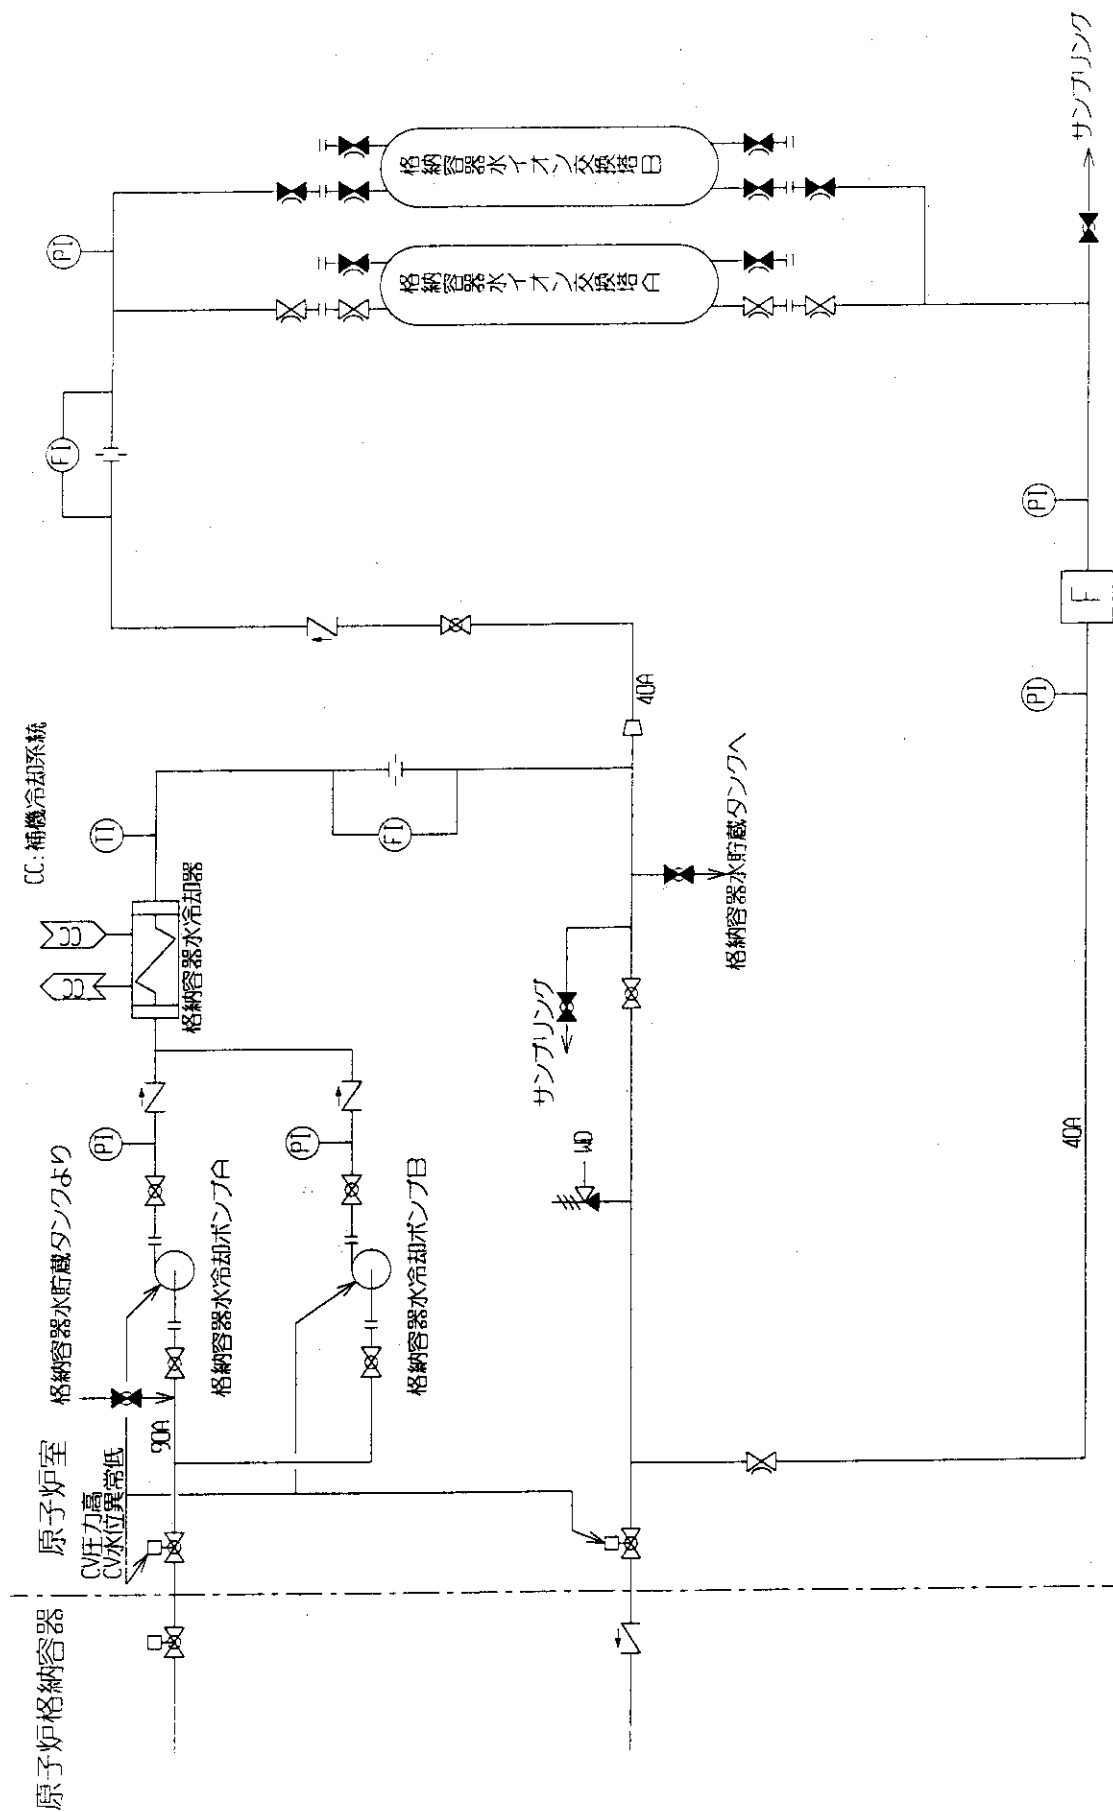 原子炉格納容器
原子炉室
CV圧力高
CV水位異常低
格納容器水貯蔵タンクより
90A
格納容器水冷却ポンプA
格納容器水冷却ポンプB
PI
PI
CC:補機冷却系統
CC
CC
格納容器水冷却器
TI
FI
WD
サンプリング
格納容器水貯蔵タンクへ
40A
FI
PI
格納容器水イオン交換塔A
格納容器水イオン交換塔B
40A
PI
F
PI
サンプリング